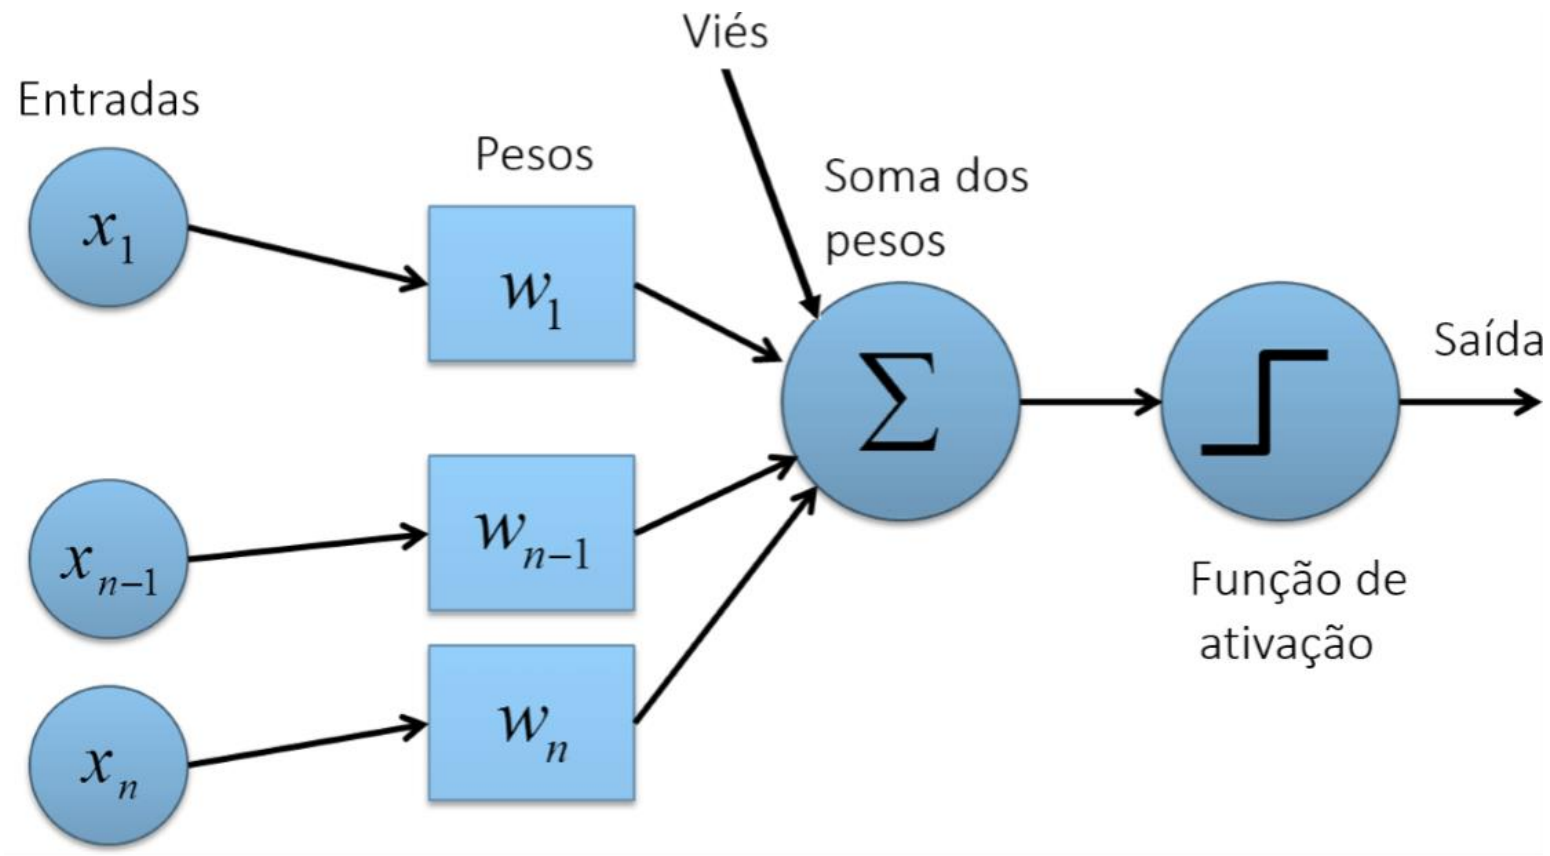 Viés
Entradas
Pesos
Soma dos
pesos
x₁
w₁
Σ
Saída
xₙ₋₁
wₙ₋₁
Função de
ativação
xₙ
wₙ